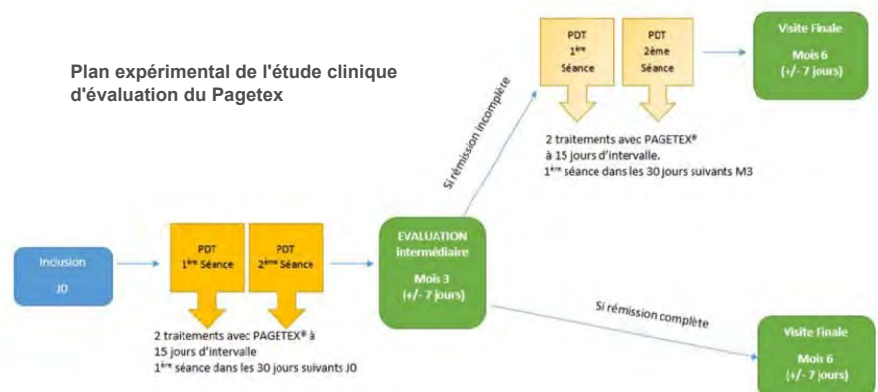 Plan expérimental de l'étude clinique
d'évaluation du Pagetex
Inclusion
J0
PDT
1ère Séance
PDT
2ème Séance
2 traitements avec PAGETEX® à
15 jours d'intervalle
1ère séance dans les 30 jours suivants J0
EVALUATION
intermédiaire
Mois 3
(+/- 7 jours)
Si rémission incomplète
PDT
1ère
Séance
PDT
2ème
Séance
2 traitements avec PAGETEX®
à 15 jours d'intervalle.
1ère séance dans les 30 jours suivants M3
Visite Finale
Mois 6
(+/- 7 jours)
Si rémission complète
Visite Finale
Mois 6
(+/- 7 jours)